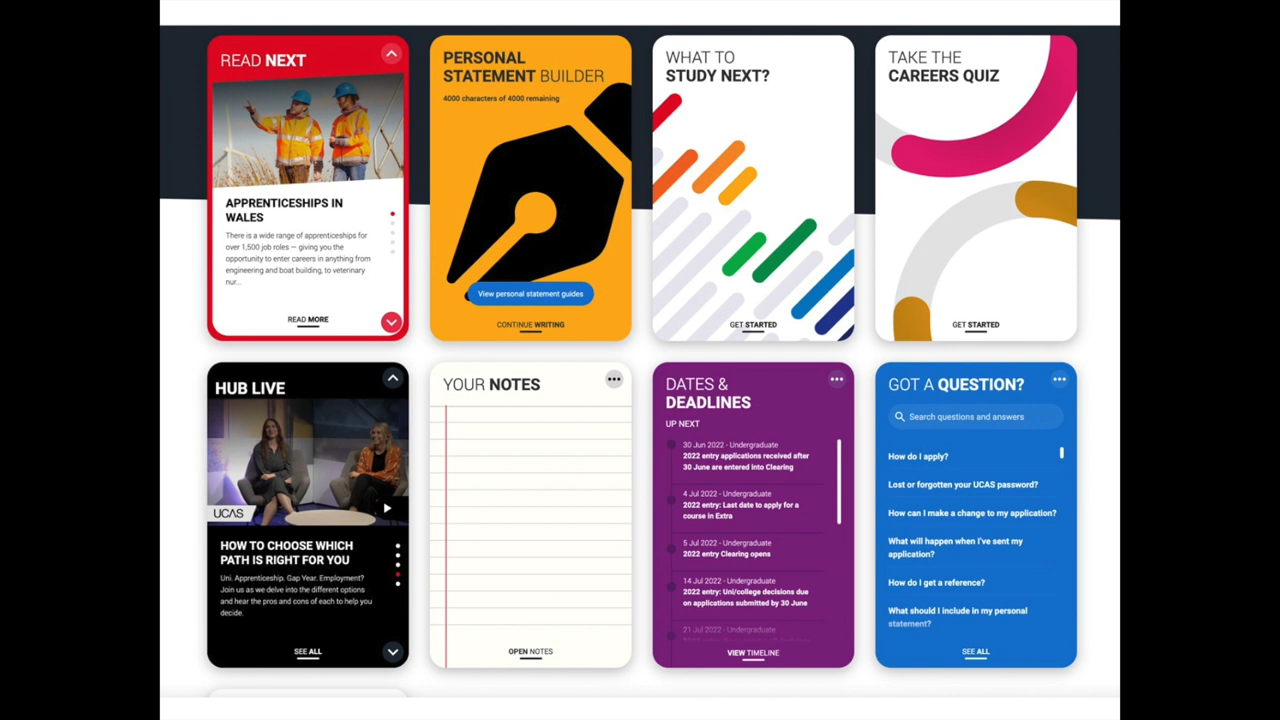 READ NEXT
APPRENTICESHIPS IN
WALES
There is a wide range of apprenticeships for
over 1,500 job roles — giving you the
opportunity to enter careers in anything from
engineering and boat building, to veterinary
nur...
READ MORE
PERSONAL
STATEMENT BUILDER
4000 characters of 4000 remaining
View personal statement guides
CONTINUE WRITING
WHAT TO
STUDY NEXT?
GET STARTED
TAKE THE
CAREERS QUIZ
GET STARTED
HUB LIVE
UCAS
HOW TO CHOOSE WHICH
PATH IS RIGHT FOR YOU
Uni. Apprenticeship. Gap Year. Employment?
Join us as we delve into the different options
and hear the pros and cons of each to help you
decide.
SEE ALL
YOUR NOTES
OPEN NOTES
DATES &
DEADLINES
UP NEXT
30 Jun 2022 - Undergraduate
2022 entry applications received after
30 June are entered into Clearing
4 Jul 2022 - Undergraduate
2022 entry: Last date to apply for a
course in Extra
5 Jul 2022 - Undergraduate
2022 entry Clearing opens
14 Jul 2022 - Undergraduate
2022 entry: Uni/college decisions due
on applications submitted by 30 June
21 Jul 2022 - Undergraduate
VIEW TIMELINE
GOT A QUESTION?
Search questions and answers
How do I apply?
Lost or forgotten your UCAS password?
How can I make a change to my application?
What will happen when I've sent my
application?
How do I get a reference?
What should I include in my personal
statement?
SEE ALL